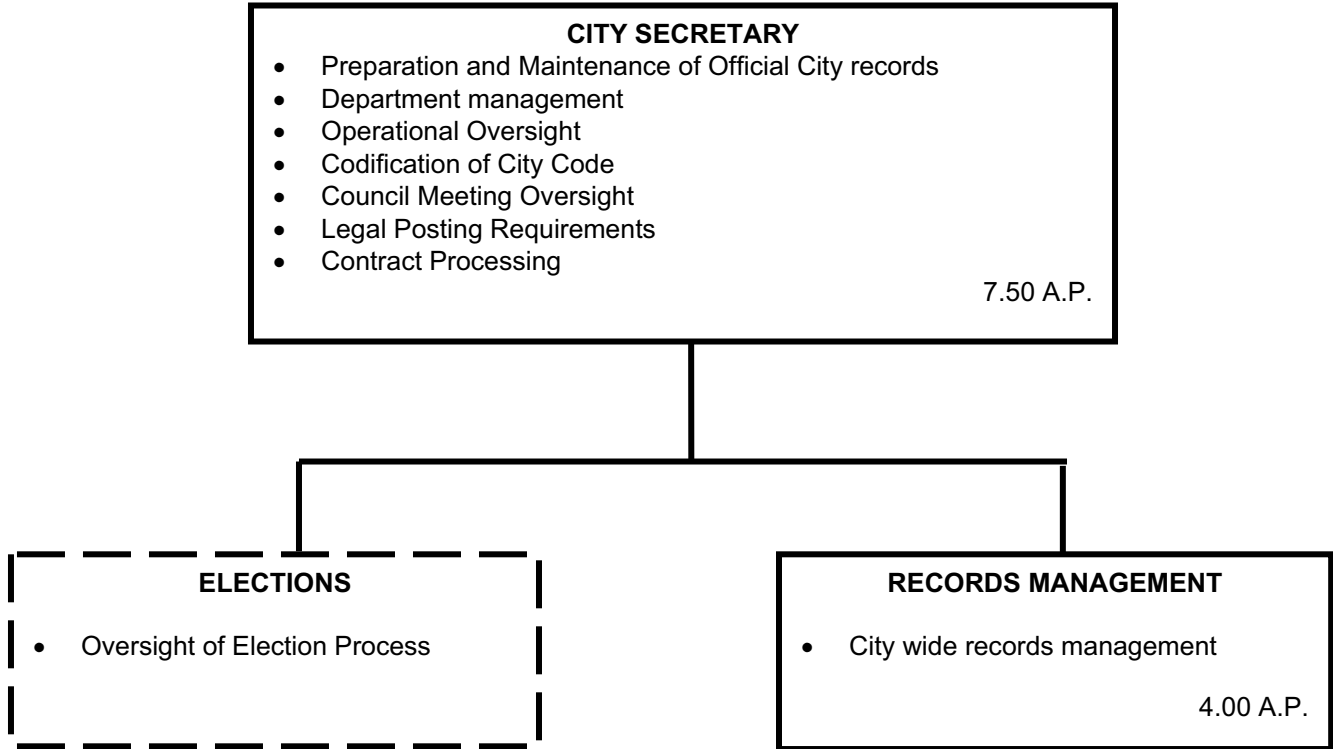 CITY SECRETARY
• Preparation and Maintenance of Official City records
• Department management
• Operational Oversight
• Codification of City Code
• Council Meeting Oversight
• Legal Posting Requirements
• Contract Processing
7.50 A.P.
ELECTIONS
• Oversight of Election Process
RECORDS MANAGEMENT
• City wide records management
4.00 A.P.